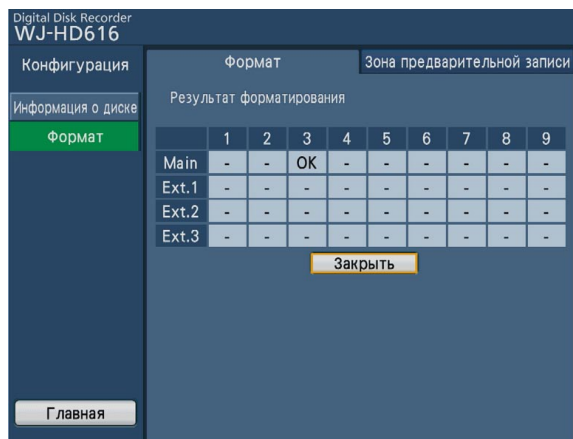 Digital Disk Recorder
WJ-HD616
Конфигурация
Формат
Зона предварительной записи
Информация о диске
Результат форматирования
Формат
1 2 3 4 5 6 7 8 9
Main - - OK - - - - - -
Ext.1 - - - - - - - - -
Ext.2 - - - - - - - - -
Ext.3 - - - - - - - - -
Закрыть
Главная